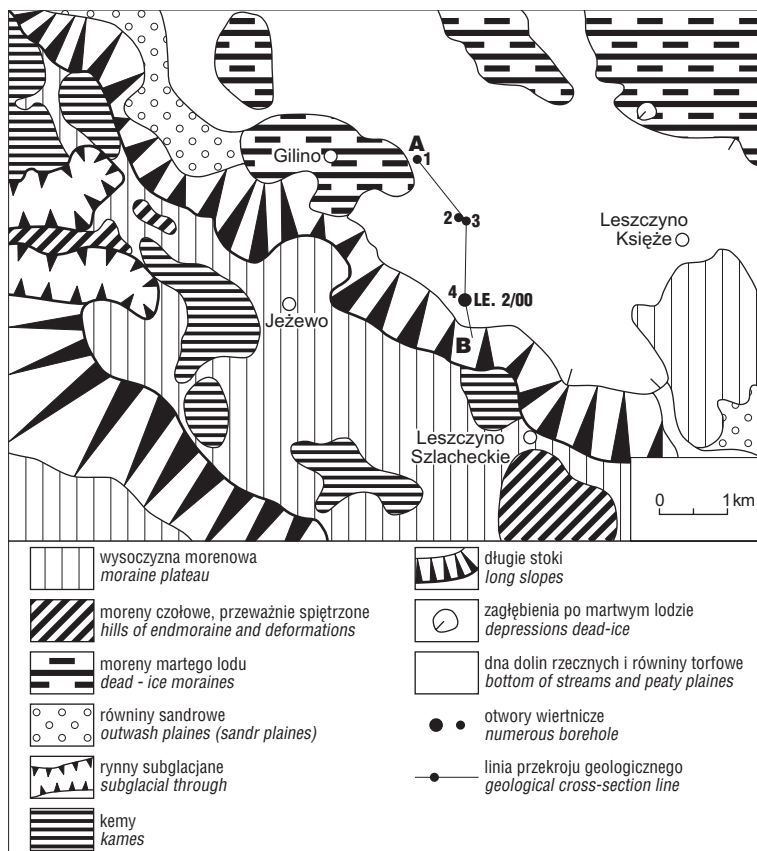 Gilino
A
1
2
3
Leszczyno
Księże
4
LE. 2/00
Jeżewo
B
Leszczyno
Szlacheckie
0 1km
wysoczyzna morenowa
moraine plateau
moreny czołowe, przeważnie spiętrzone
hills of endmoraine and deformations
moreny martego lodu
dead - ice moraines
równiny sandrowe
outwash plaines (sandr plaines)
rynny subglacjane
subglacial through
kemy
kames
długie stoki
long slopes
zagłębienia po martwym lodzie
depressions dead-ice
dna dolin rzecznych i równiny torfowe
bottom of streams and peaty plaines
otwory wiertnicze
numerous borehole
linia przekroju geologicznego
geological cross-section line